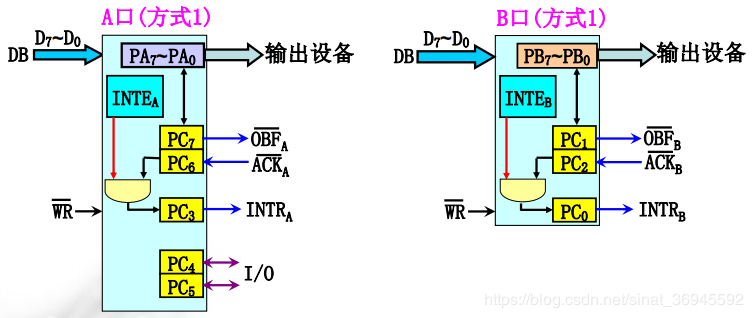 A口(方式1)
DB
D7~D0
PA7~PA0
输出设备
INTEA
PC7
OBFA
PC6
ACKA
WR
PC3
INTRA
PC4
PC5
I/O
B口(方式1)
DB
D7~D0
PB7~PB0
输出设备
INTEB
PC1
OBFB
PC2
ACKB
WR
PC0
INTRB
https://blog.csdn.net/sinat_36945592